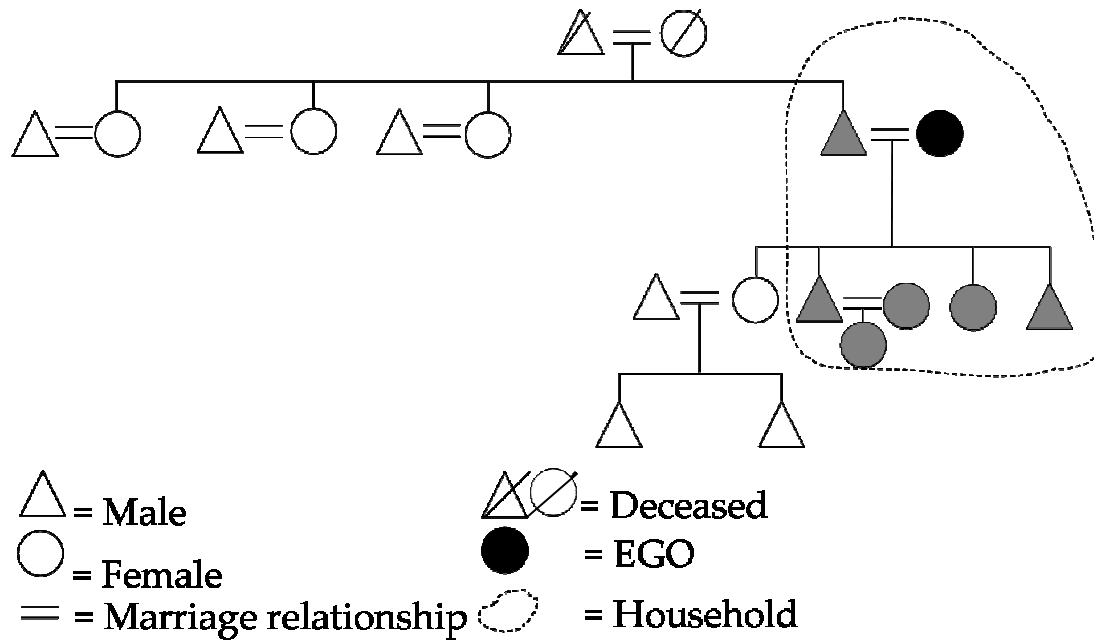 = Male
= Female
= Marriage relationship
= Deceased
= EGO
= Household